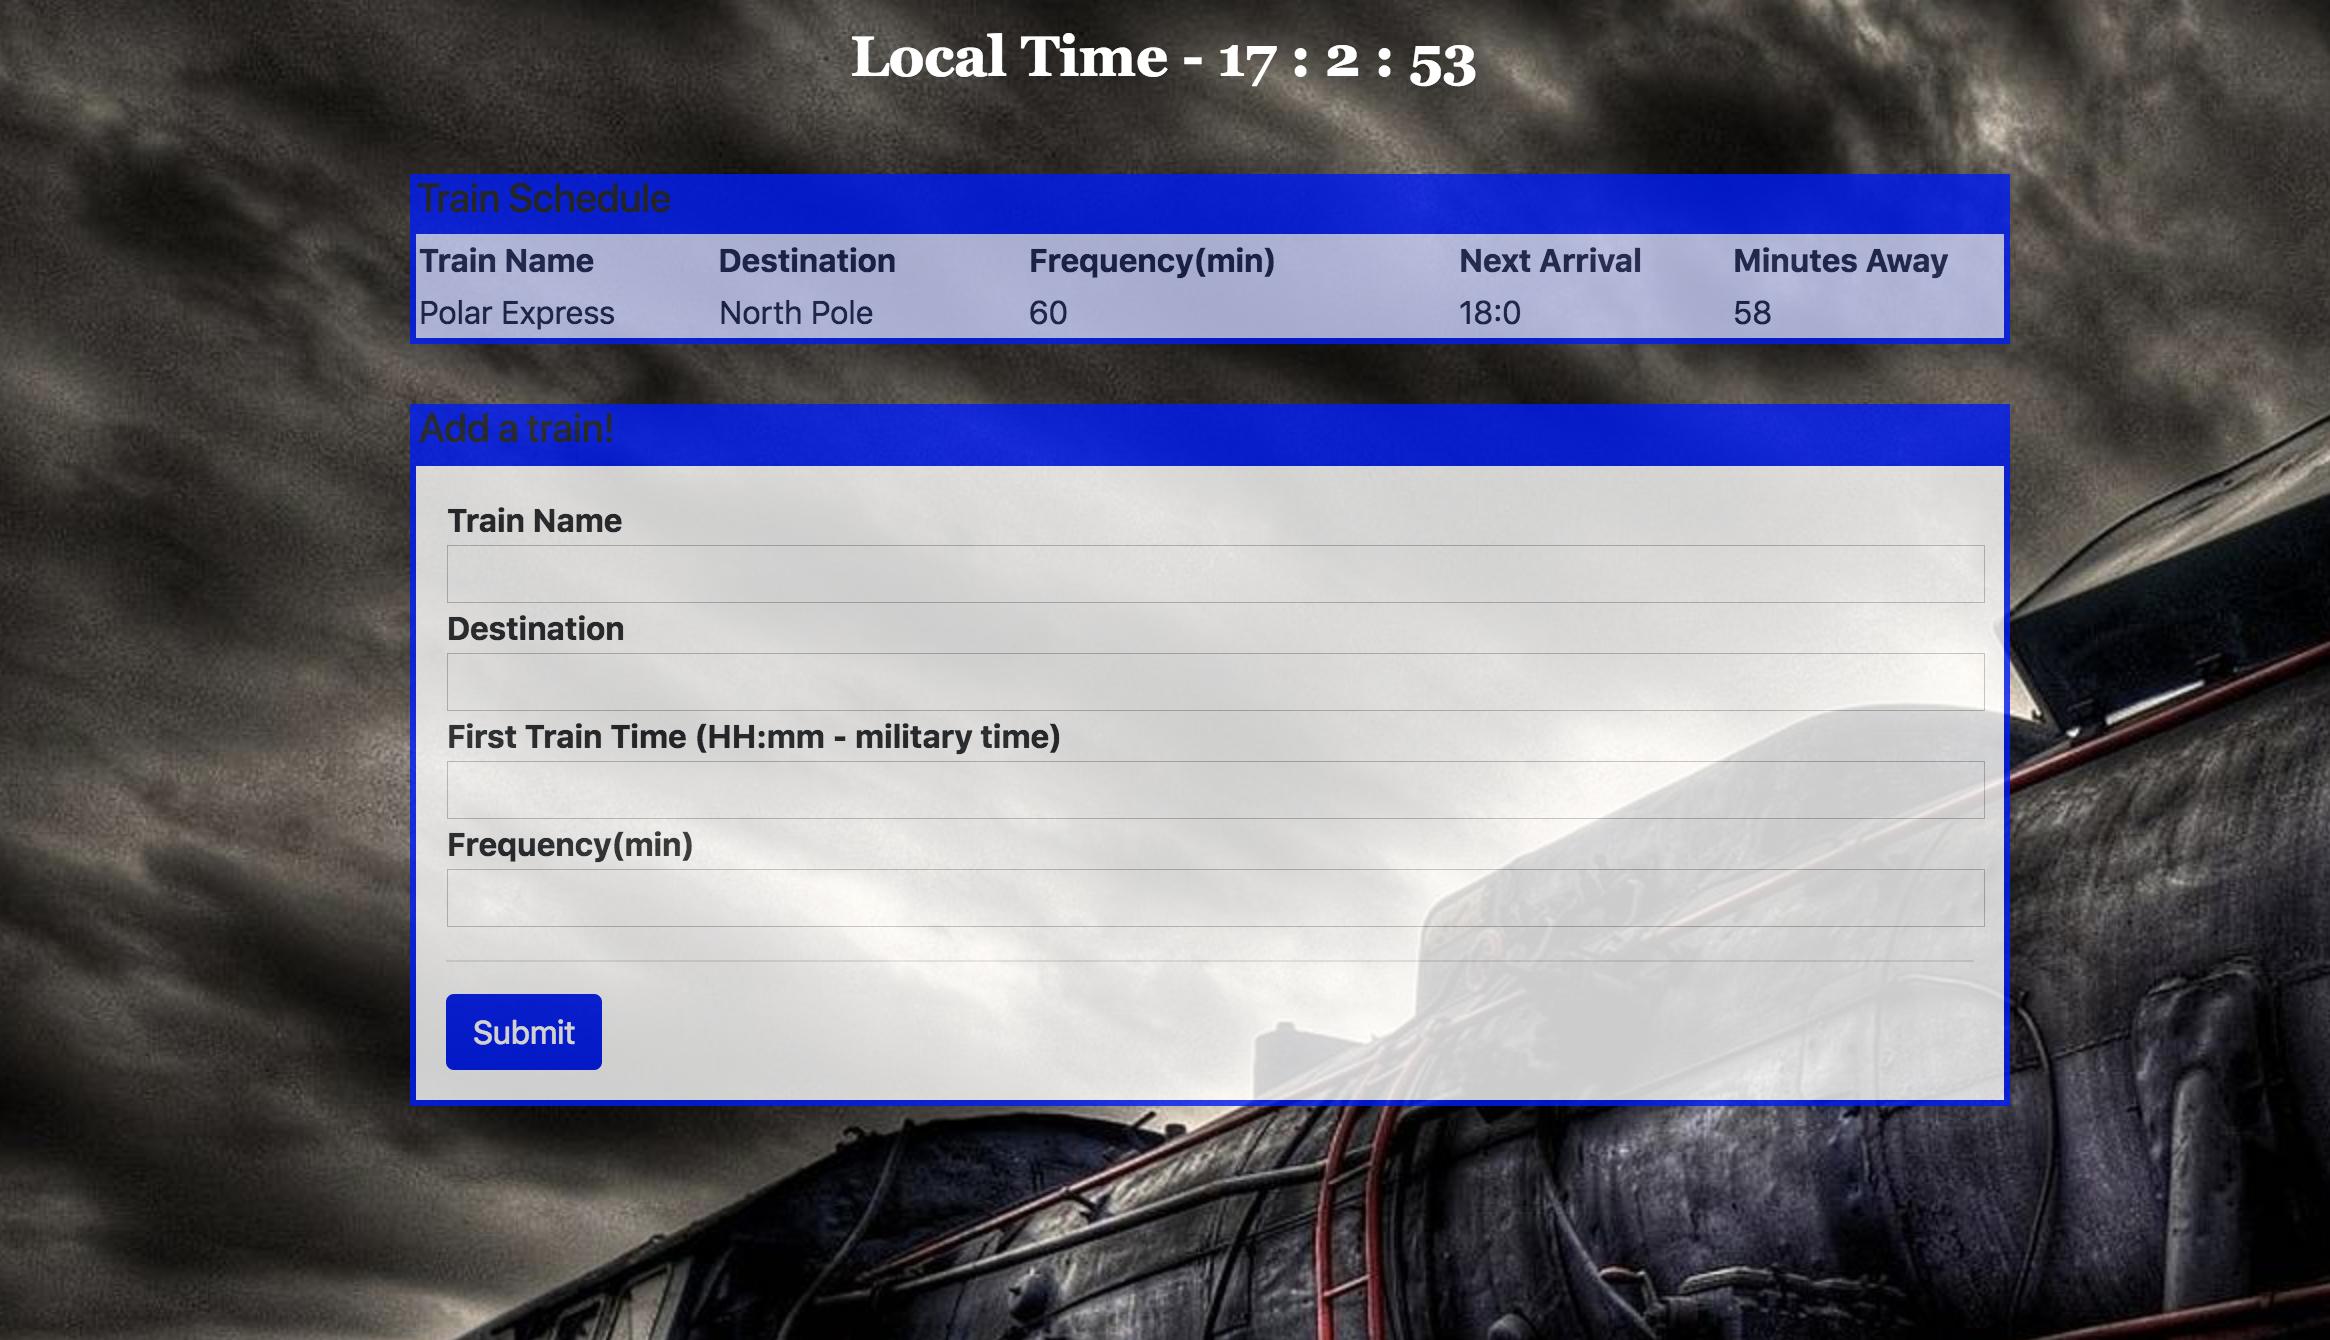 Local Time - 17 : 2 : 53
Train Schedule
Train Name Destination Frequency(min) Next Arrival Minutes Away
Polar Express North Pole 60 18:0 58
Add a train!
Train Name
Destination
First Train Time (HH:mm - military time)
Frequency(min)
Submit